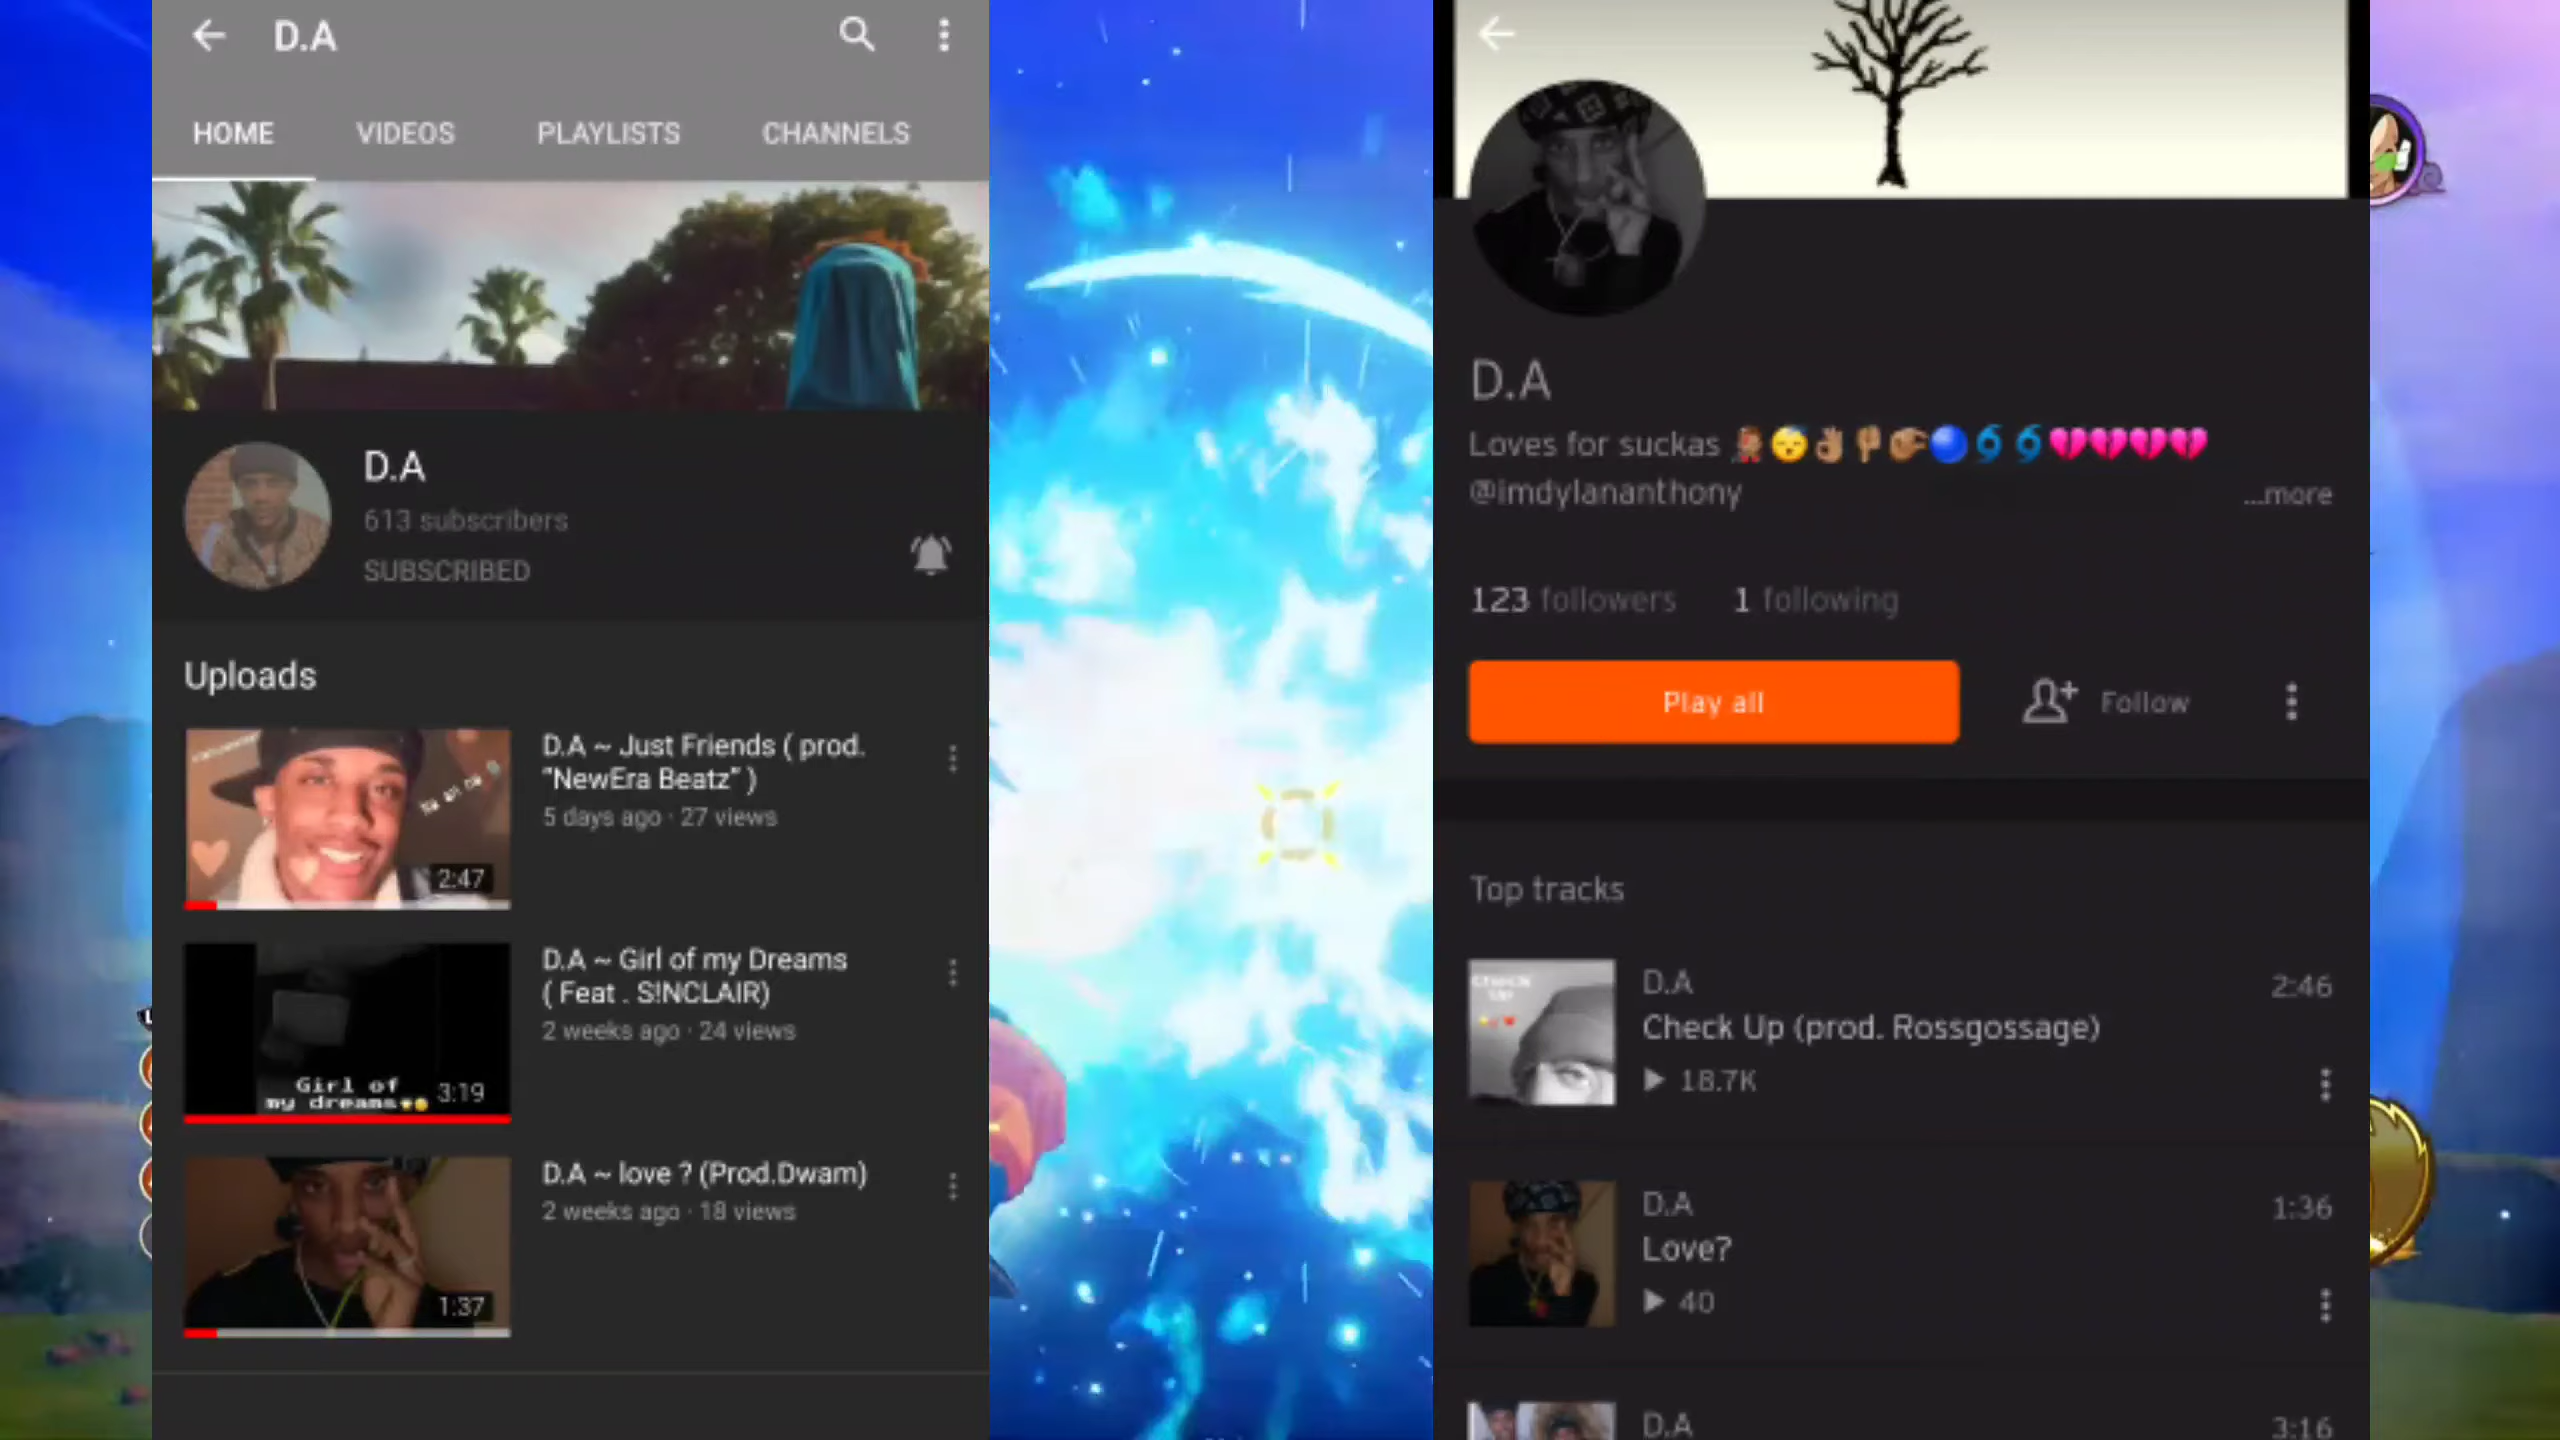 D.A
HOME VIDEOS PLAYLISTS CHANNELS
D.A
613 subscribers
SUBSCRIBED
Uploads
D.A ~ Just Friends ( prod.
"NewEra Beatz" )
5 days ago · 27 views
2:47
D.A ~ Girl of my Dreams
( Feat . S!NCLAIR)
2 weeks ago · 24 views
Girl of
my dreams
3:19
D.A ~ love ? (Prod.Dwam)
2 weeks ago · 18 views
1:37
D.A
Loves for suckas
@imdylananthony
...more
123 followers 1 following
Play all
Follow
Top tracks
Check
Up
D.A
2:46
Check Up (prod. Rossgossage)
18.7K
D.A
1:36
Love?
40
D.A
3:16